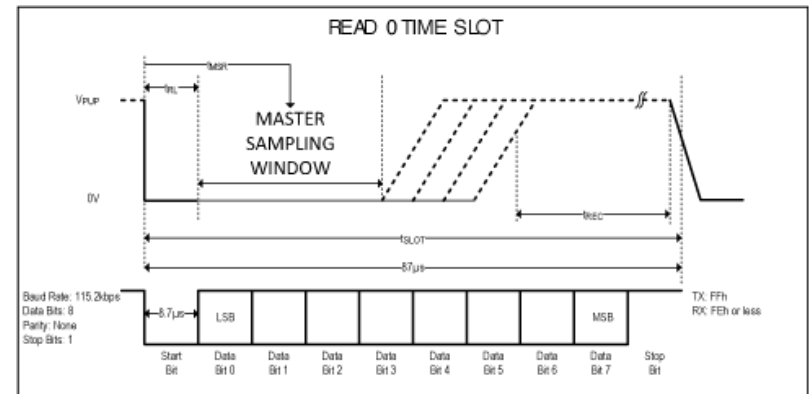 READ 0 TIME SLOT
tMSR
tRL
VPUP
MASTER
SAMPLING
WINDOW
0V
tREC
tSLOT
87µs
Baud Rate: 115.2kbps
Data Bits: 8
Parity: None
Stop Bits: 1
8.7µs
LSB
MSB
TX: FFh
RX: FEh or less
Start Bit
Data Bit 0
Data Bit 1
Data Bit 2
Data Bit 3
Data Bit 4
Data Bit 5
Data Bit 6
Data Bit 7
Stop Bit